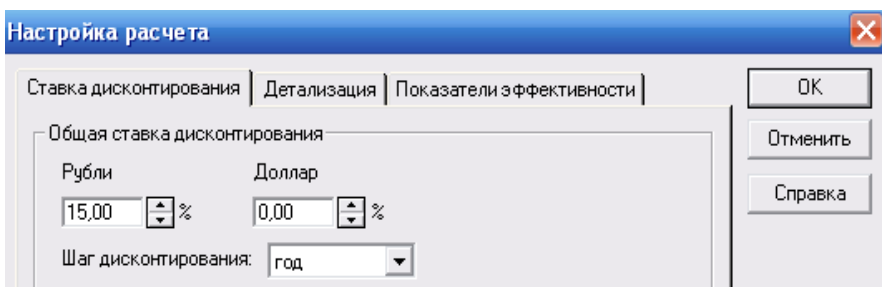 Настройка расчета
Ставка дисконтирования Детализация Показатели эффективности
OK
Отменить
Справка
Общая ставка дисконтирования
Рубли Доллар
15,00 % 0,00 %
Шаг дисконтирования: год